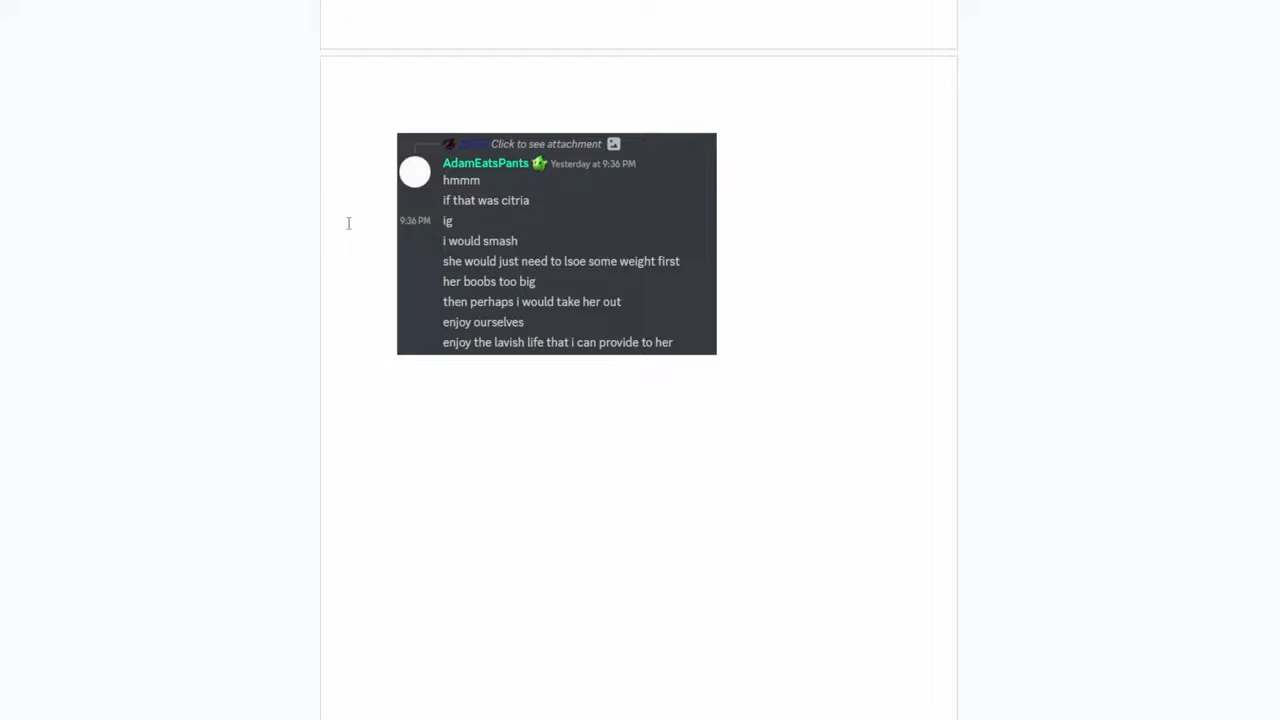 Click to see attachment
AdamEatsPants Yesterday at 9:36 PM
hmmm
if that was citria
9:36 PM ig
i would smash
she would just need to lsoe some weight first
her boobs too big
then perhaps i would take her out
enjoy ourselves
enjoy the lavish life that i can provide to her